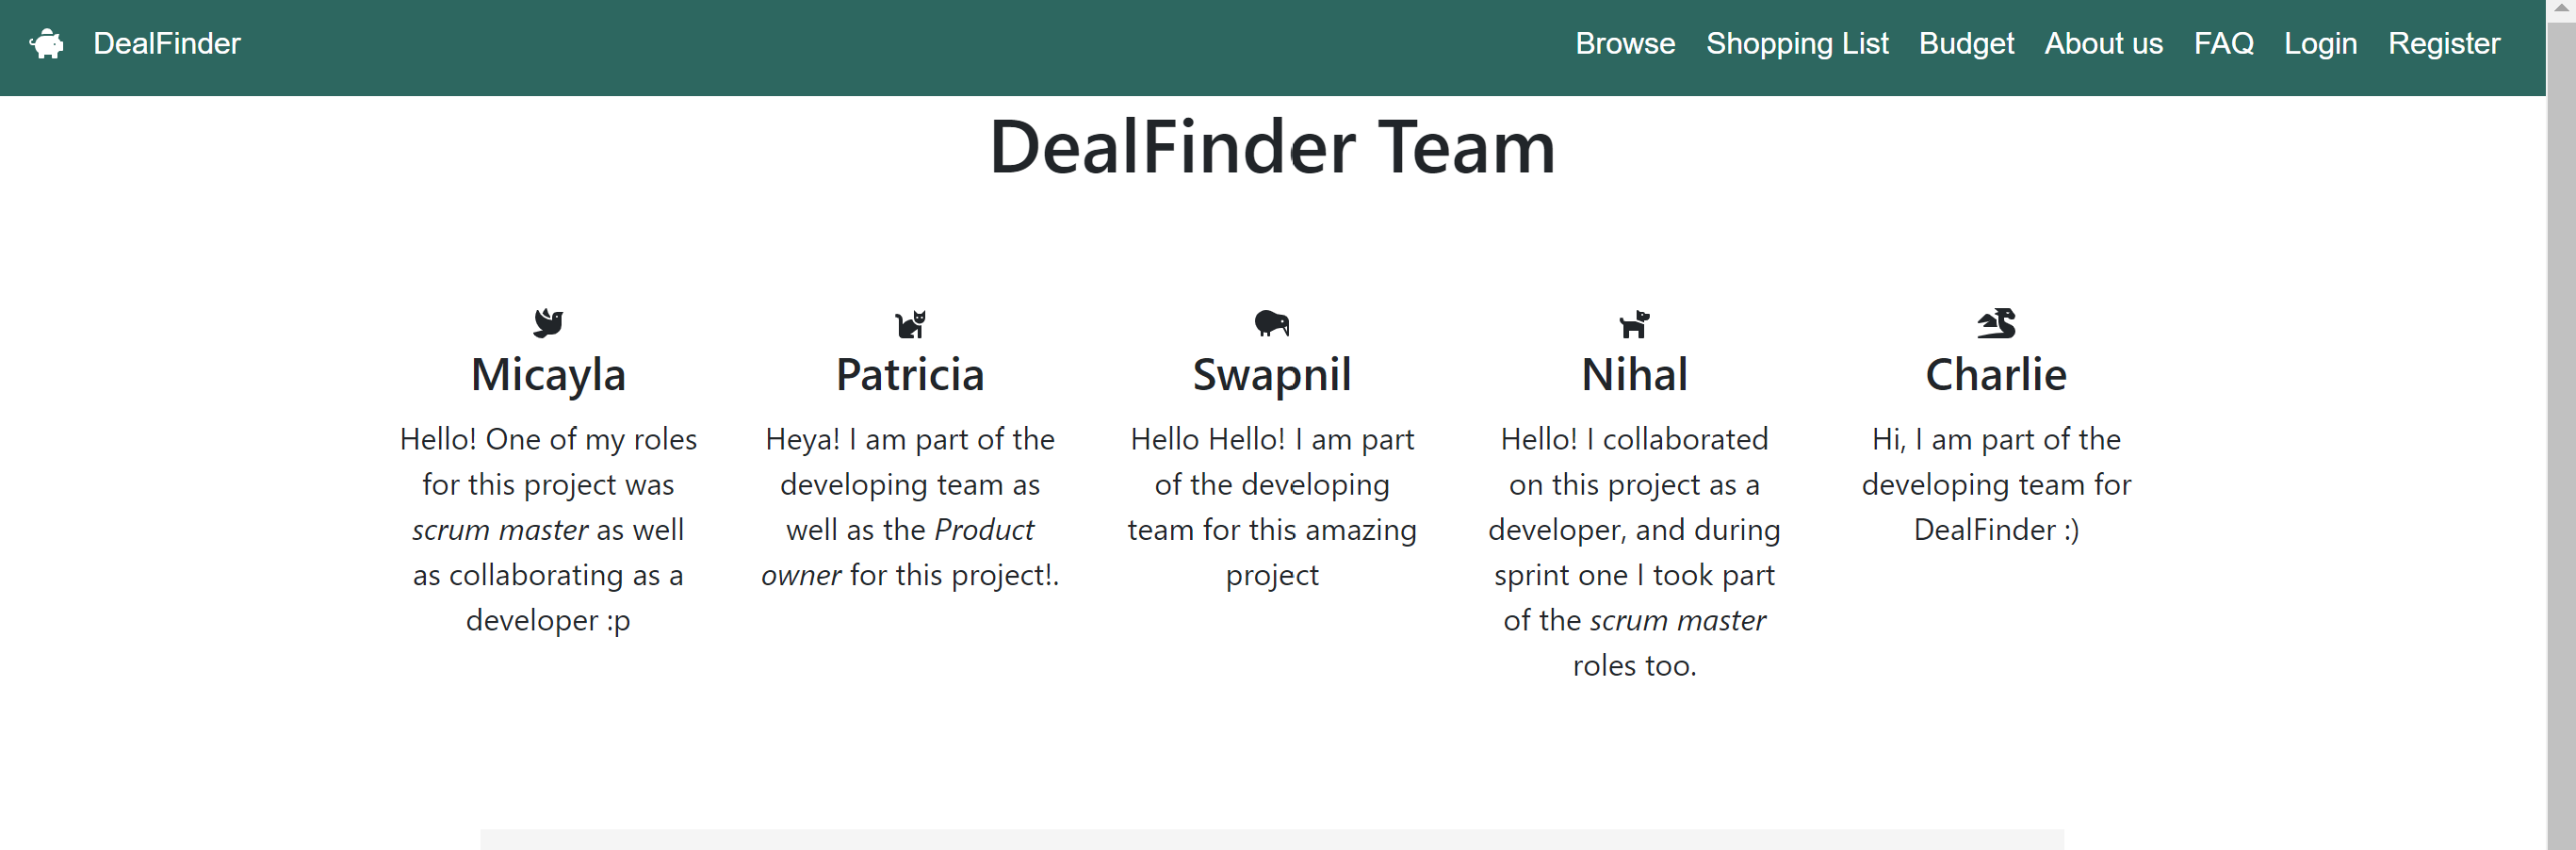 DealFinder Browse Shopping List Budget About us FAQ Login Register
DealFinder Team
Micayla
Hello! One of my roles
for this project was
scrum master as well
as collaborating as a
developer :p
Patricia
Heya! I am part of the
developing team as
well as the Product
owner for this project!.
Swapnil
Hello Hello! I am part
of the developing
team for this amazing
project
Nihal
Hello! I collaborated
on this project as a
developer, and during
sprint one I took part
of the scrum master
roles too.
Charlie
Hi, I am part of the
developing team for
DealFinder :)